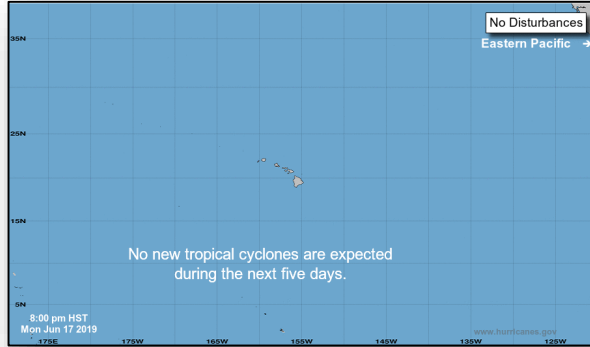 No Disturbances
35N
Eastern Pacific →
25N
15N
No new tropical cyclones are expected
during the next five days.
5N
8:00 pm HST
Mon Jun 17 2019
www.hurricanes.gov
175E 175W 165W 155W 145W 135W 125W